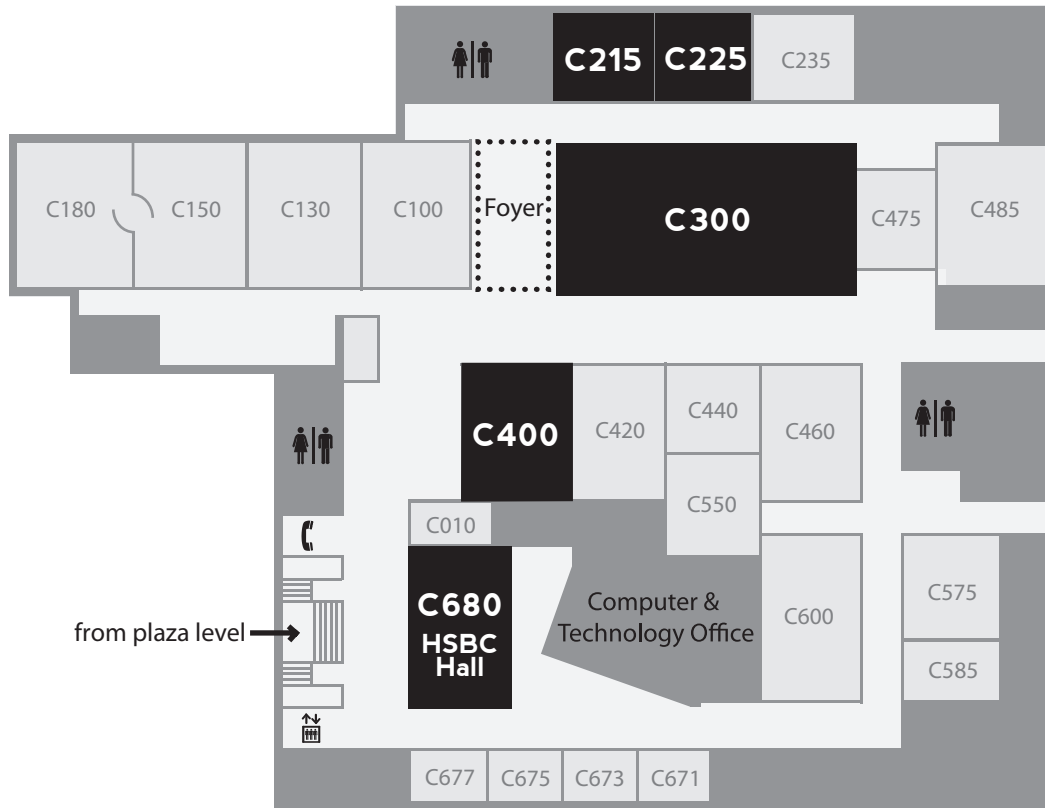 C215
C225
C235
C180
C150
C130
C100
Foyer
C300
C475
C485
C400
C420
C440
C460
C550
C010
C680
HSBC
Hall
Computer &
Technology Office
C600
C575
C585
from plaza level
C677
C675
C673
C671